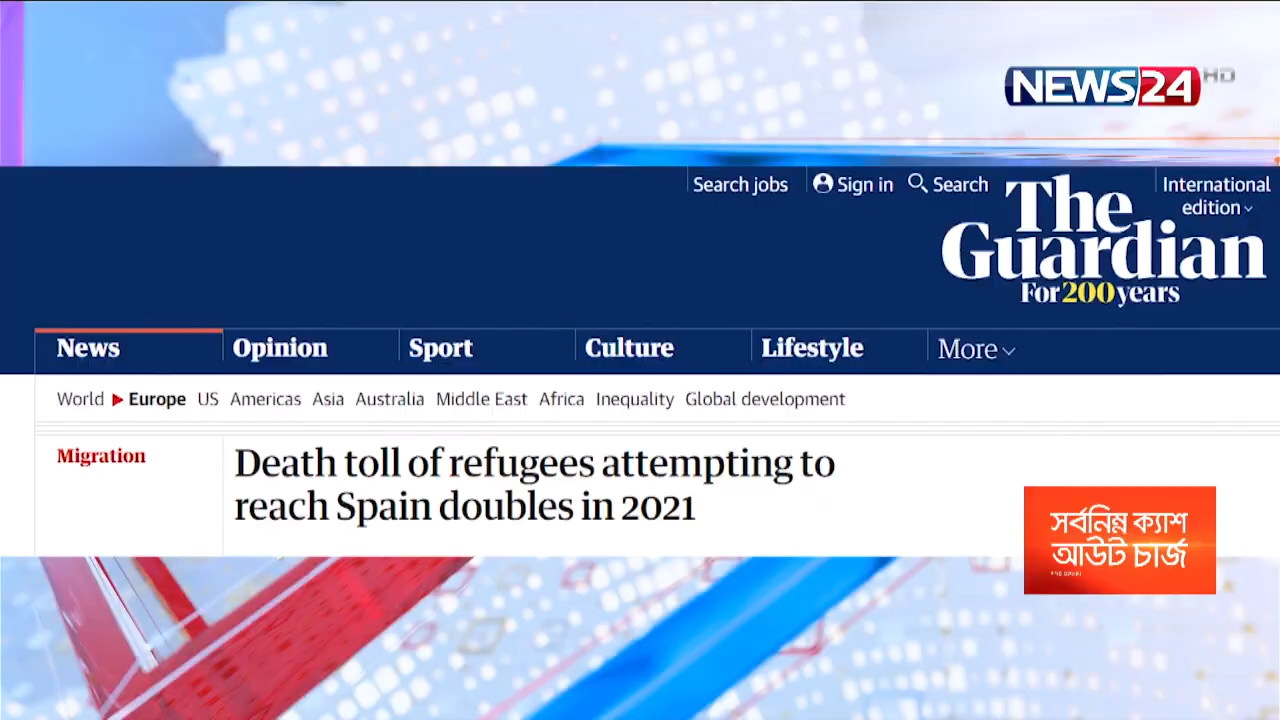 NEWS 24 HD
Search jobs
Sign in
Search
International
edition
The
Guardian
For 200 years
News
Opinion
Sport
Culture
Lifestyle
More
World Europe US Americas Asia Australia Middle East Africa Inequality Global development
Migration
Death toll of refugees attempting to
reach Spain doubles in 2021
সর্বনিম্ন ক্যাশ
আউট চার্জ